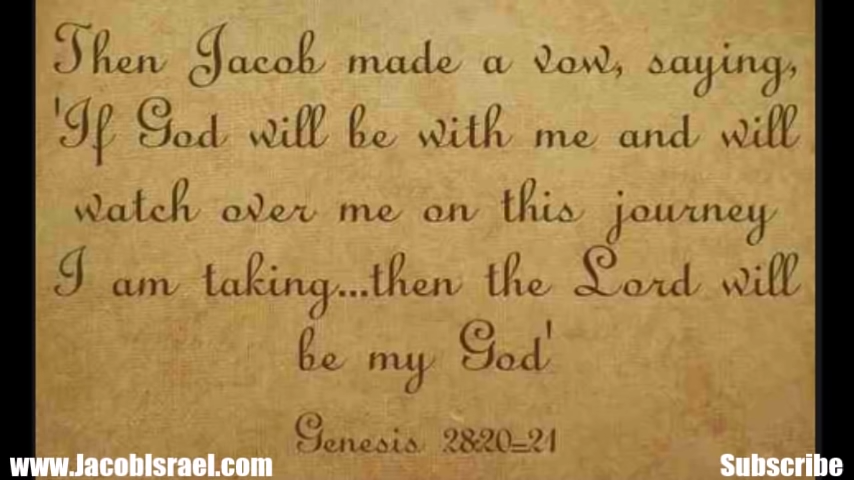 Then Jacob made a vow, saying,
'If God will be with me and will
watch over me on this journey
I am taking...then the Lord will
be my God'
Genesis 28:20-21
www.JacobIsrael.com
Subscribe